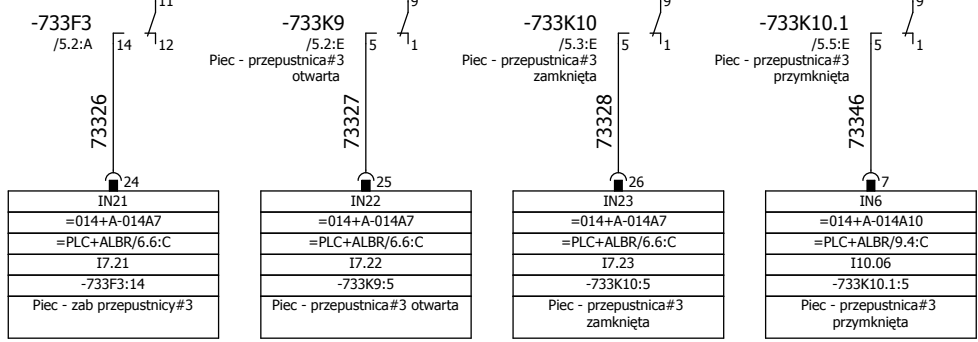 11
-733F3
/5.2:A
14
12
73326
24
IN21
=014+A-014A7
=PLC+ALBR/6.6:C
I7.21
-733F3:14
Piec - zab przepustnicy#3
9
-733K9
/5.2:E
5
1
Piec - przepustnica#3
otwarta
73327
25
IN22
=014+A-014A7
=PLC+ALBR/6.6:C
I7.22
-733K9:5
Piec - przepustnica#3 otwarta
9
-733K10
/5.3:E
5
1
Piec - przepustnica#3
zamknięta
73328
26
IN23
=014+A-014A7
=PLC+ALBR/6.6:C
I7.23
-733K10:5
Piec - przepustnica#3
zamknięta
9
-733K10.1
/5.5:E
5
1
Piec - przepustnica#3
przymknięta
73346
7
IN6
=014+A-014A10
=PLC+ALBR/9.4:C
I10.06
-733K10.1:5
Piec - przepustnica#3
przymknięta